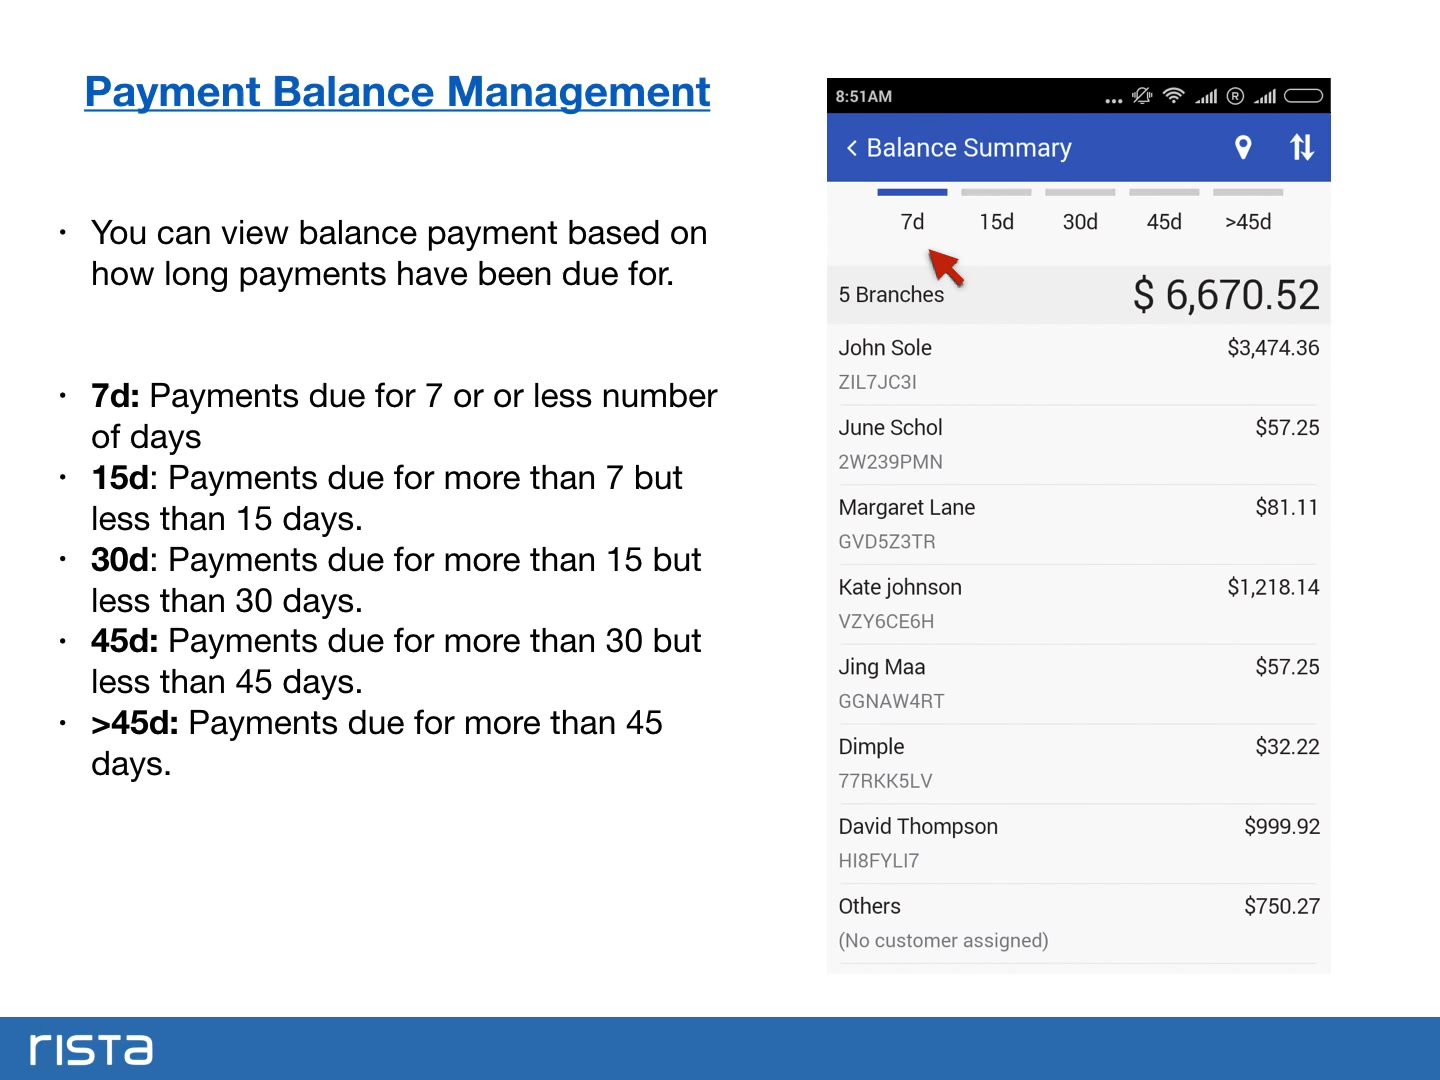 Payment Balance Management
• You can view balance payment based on
how long payments have been due for.
• 7d: Payments due for 7 or or less number
of days
• 15d: Payments due for more than 7 but
less than 15 days.
• 30d: Payments due for more than 15 but
less than 30 days.
• 45d: Payments due for more than 30 but
less than 45 days.
• >45d: Payments due for more than 45
days.
8:51AM ... R
< Balance Summary
7d 15d 30d 45d >45d
5 Branches $ 6,670.52
John Sole $3,474.36
ZIL7JC3I
June Schol $57.25
2W239PMN
Margaret Lane $81.11
GVD5Z3TR
Kate johnson $1,218.14
VZY6CE6H
Jing Maa $57.25
GGNAW4RT
Dimple $32.22
77RKK5LV
David Thompson $999.92
HI8FYLI7
Others $750.27
(No customer assigned)
rista